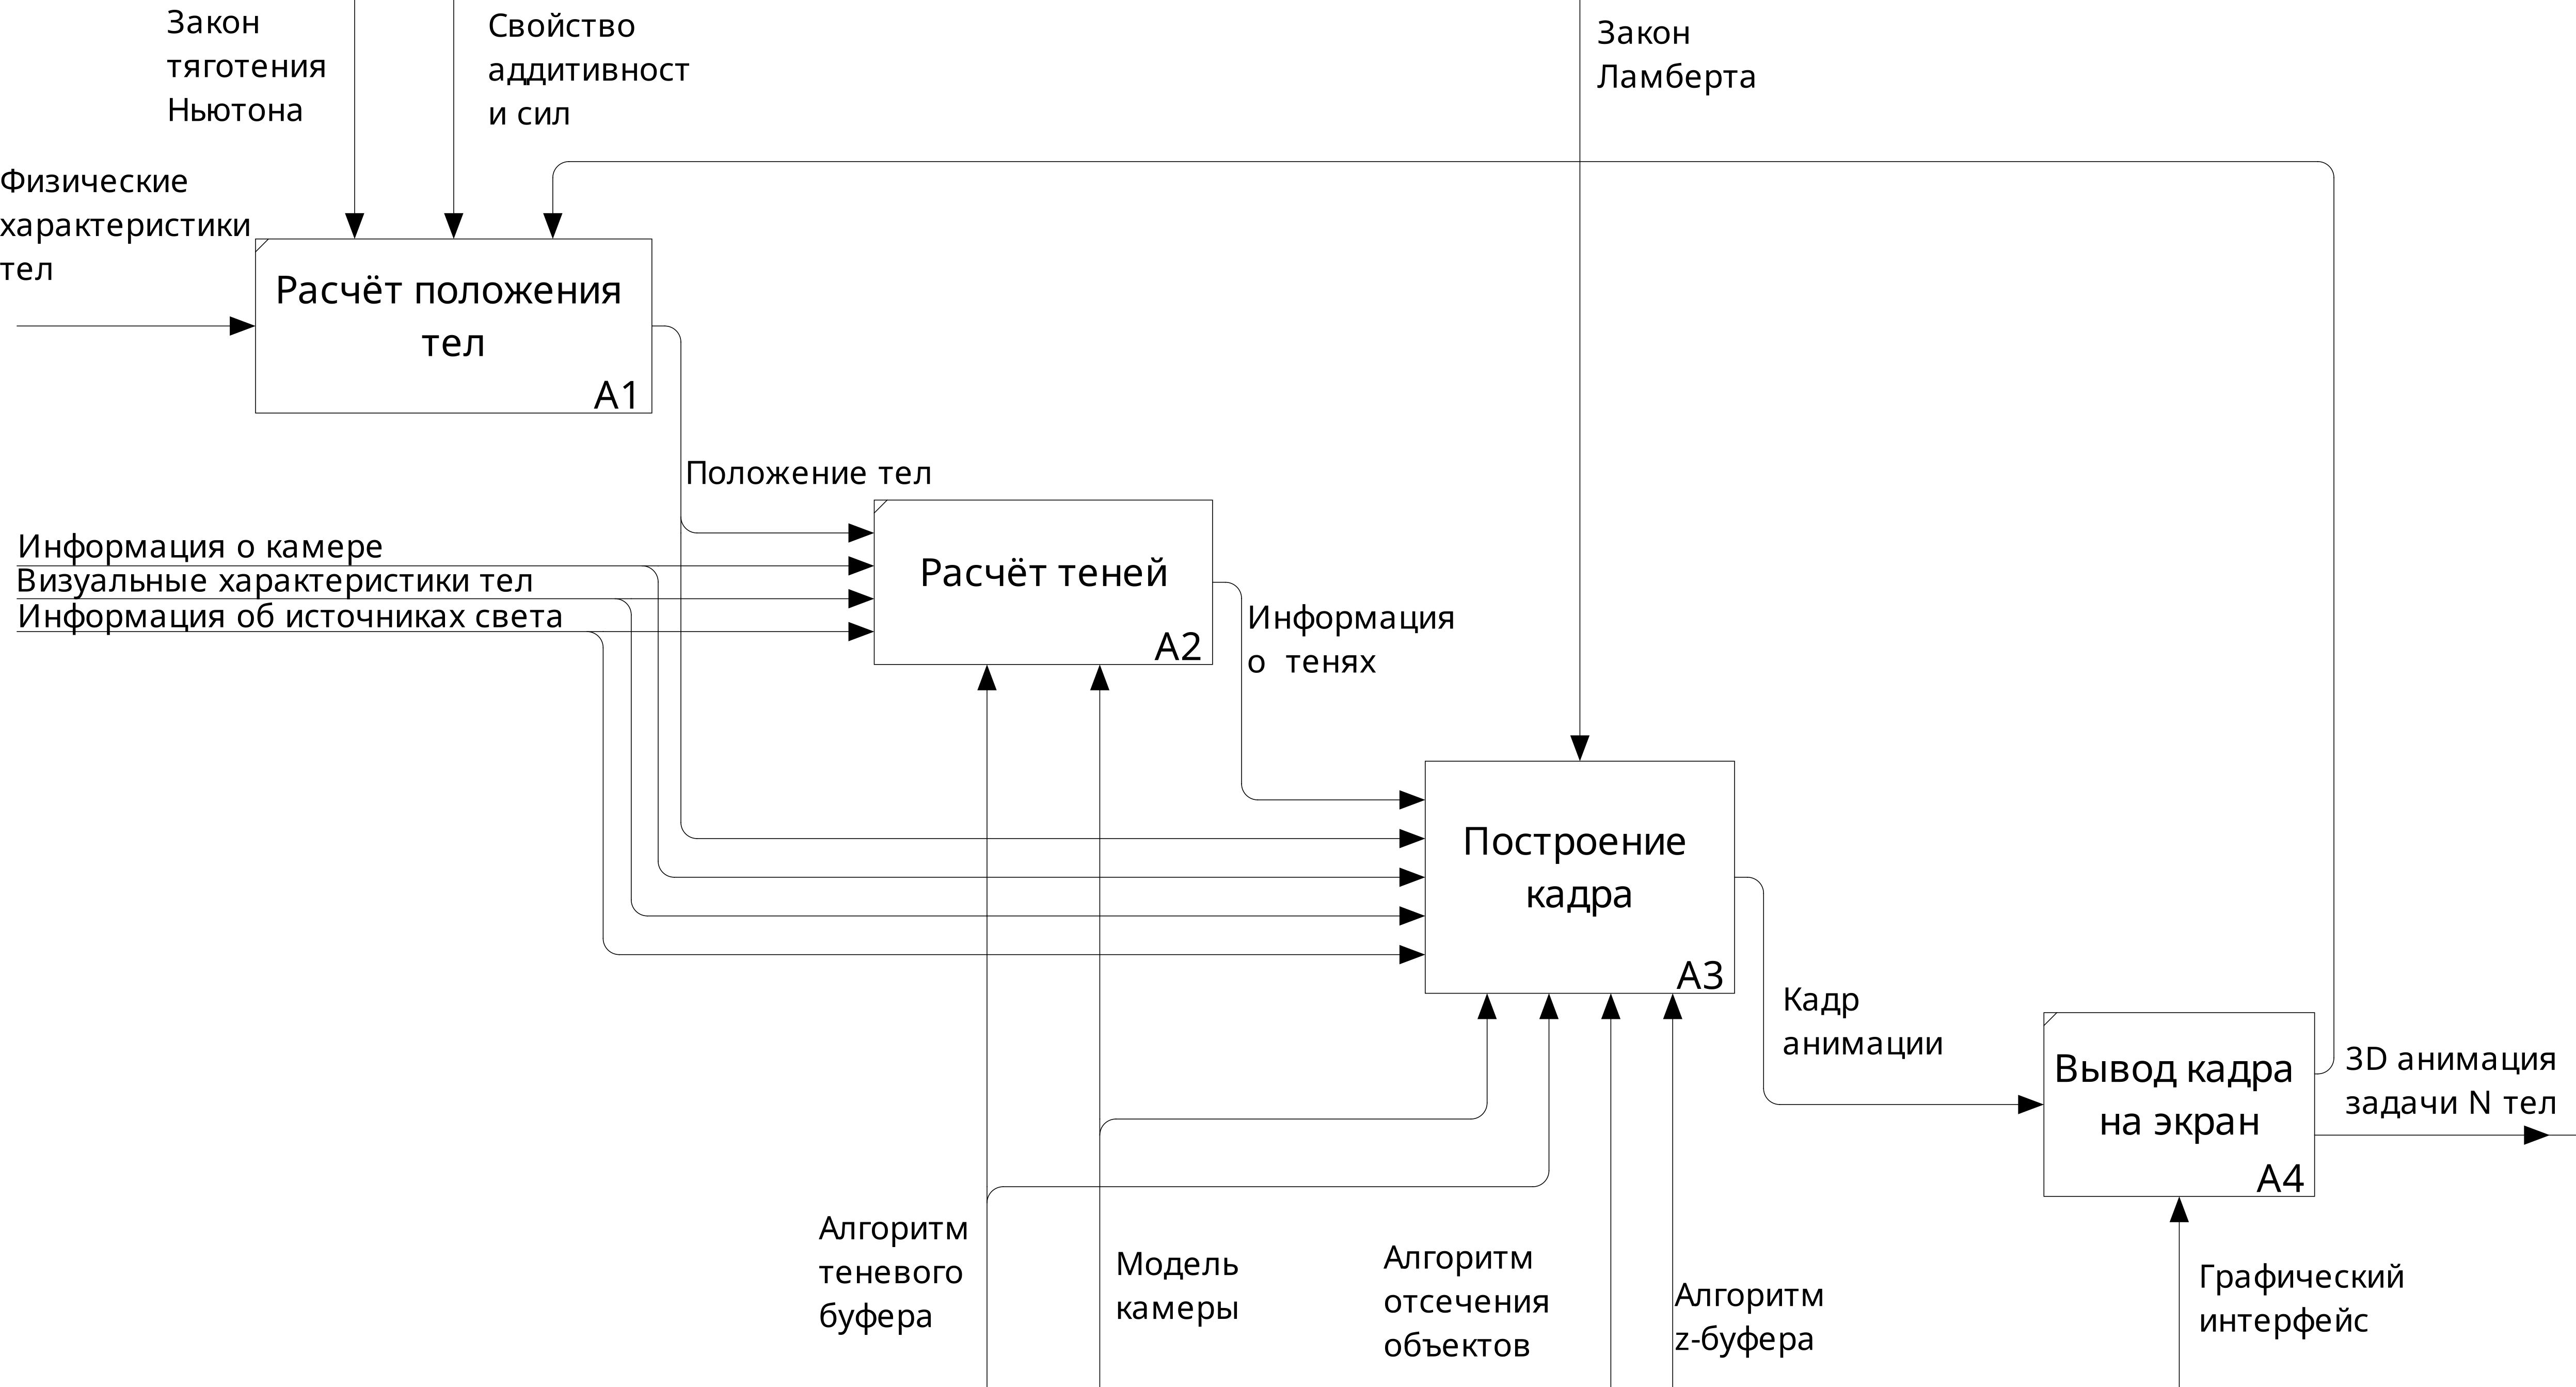 Закон
тяготения
Ньютона
Свойство
аддитивност
и сил
Закон
Ламберта
Физические
характеристики
тел
Расчёт положения
тел
A1
Положение тел
Информация о камере
Визуальные характеристики тел
Информация об источниках света
Расчёт теней
A2
Информация
о тенях
Построение
кадра
A3
Кадр
анимации
Вывод кадра
на экран
A4
3D анимация
задачи N тел
Алгоритм
теневого
буфера
Модель
камеры
Алгоритм
отсечения
объектов
Алгоритм
z-буфера
Графический
интерфейс